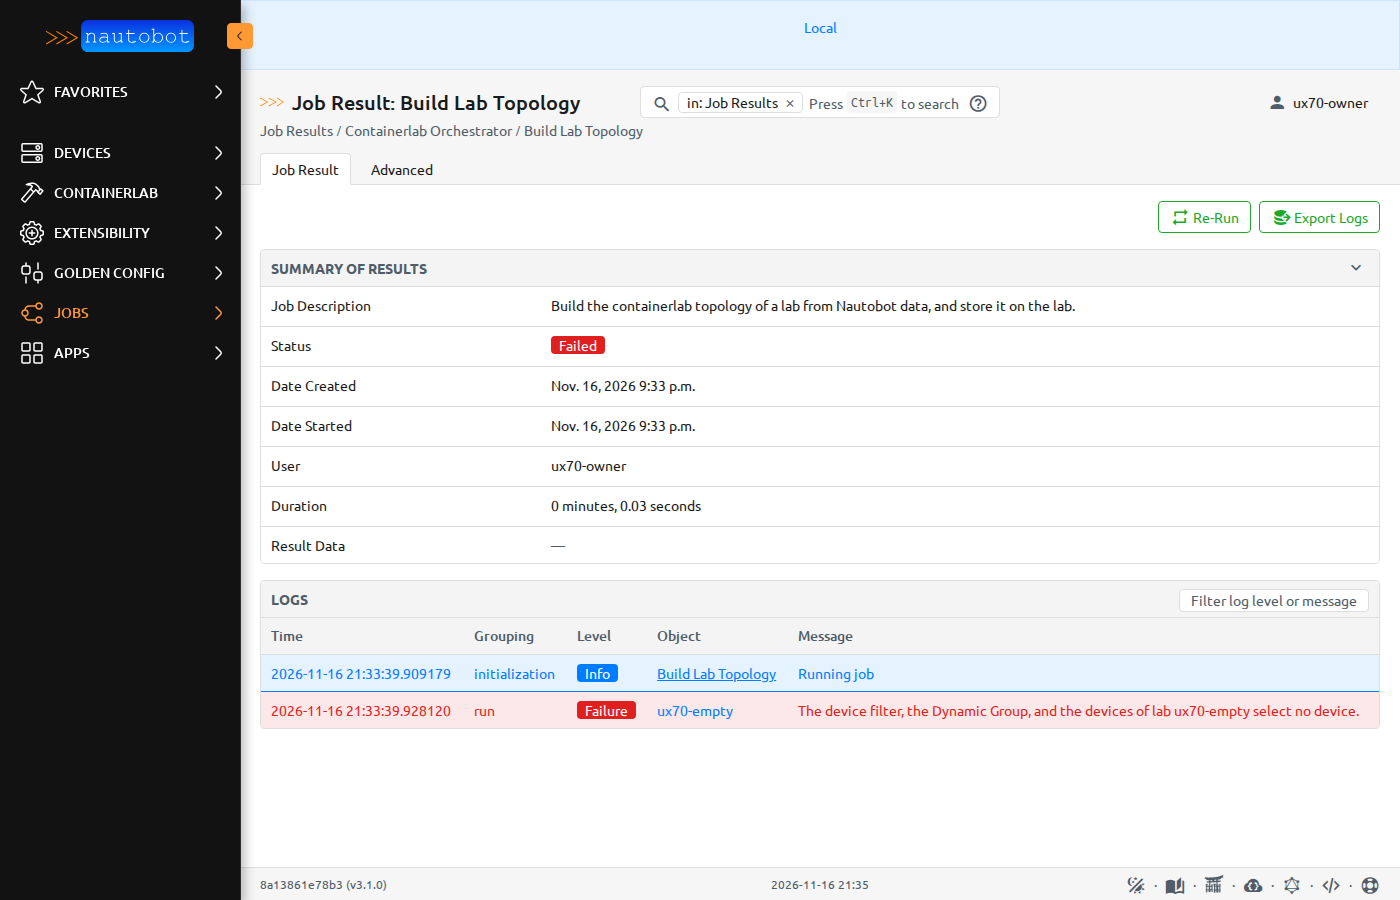 >>> nautobot
Local
FAVORITES
DEVICES
CONTAINERLAB
EXTENSIBILITY
GOLDEN CONFIG
JOBS
APPS
>>> Job Result: Build Lab Topology
in: Job Results × Press Ctrl+K to search
ux70-owner
Job Results / Containerlab Orchestrator / Build Lab Topology
Job Result Advanced
Re-Run Export Logs
SUMMARY OF RESULTS
Job Description Build the containerlab topology of a lab from Nautobot data, and store it on the lab.
Status Failed
Date Created Nov. 16, 2026 9:33 p.m.
Date Started Nov. 16, 2026 9:33 p.m.
User ux70-owner
Duration 0 minutes, 0.03 seconds
Result Data —
LOGS Filter log level or message
Time Grouping Level Object Message
2026-11-16 21:33:39.909179 initialization Info Build Lab Topology Running job
2026-11-16 21:33:39.928120 run Failure ux70-empty The device filter, the Dynamic Group, and the devices of lab ux70-empty select no device.
8a13861e78b3 (v3.1.0) 2026-11-16 21:35